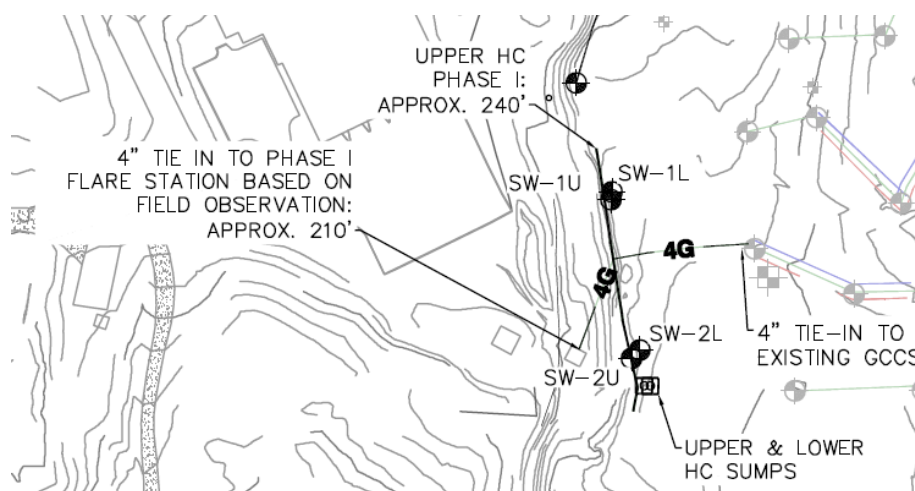 UPPER HC
PHASE I:
APPROX. 240'
4" TIE IN TO PHASE I
FLARE STATION BASED ON
FIELD OBSERVATION:
APPROX. 210'
SW-1U
SW-1L
4G
4G
4" TIE-IN TO
EXISTING GCCS
SW-2L
SW-2U
UPPER & LOWER
HC SUMPS